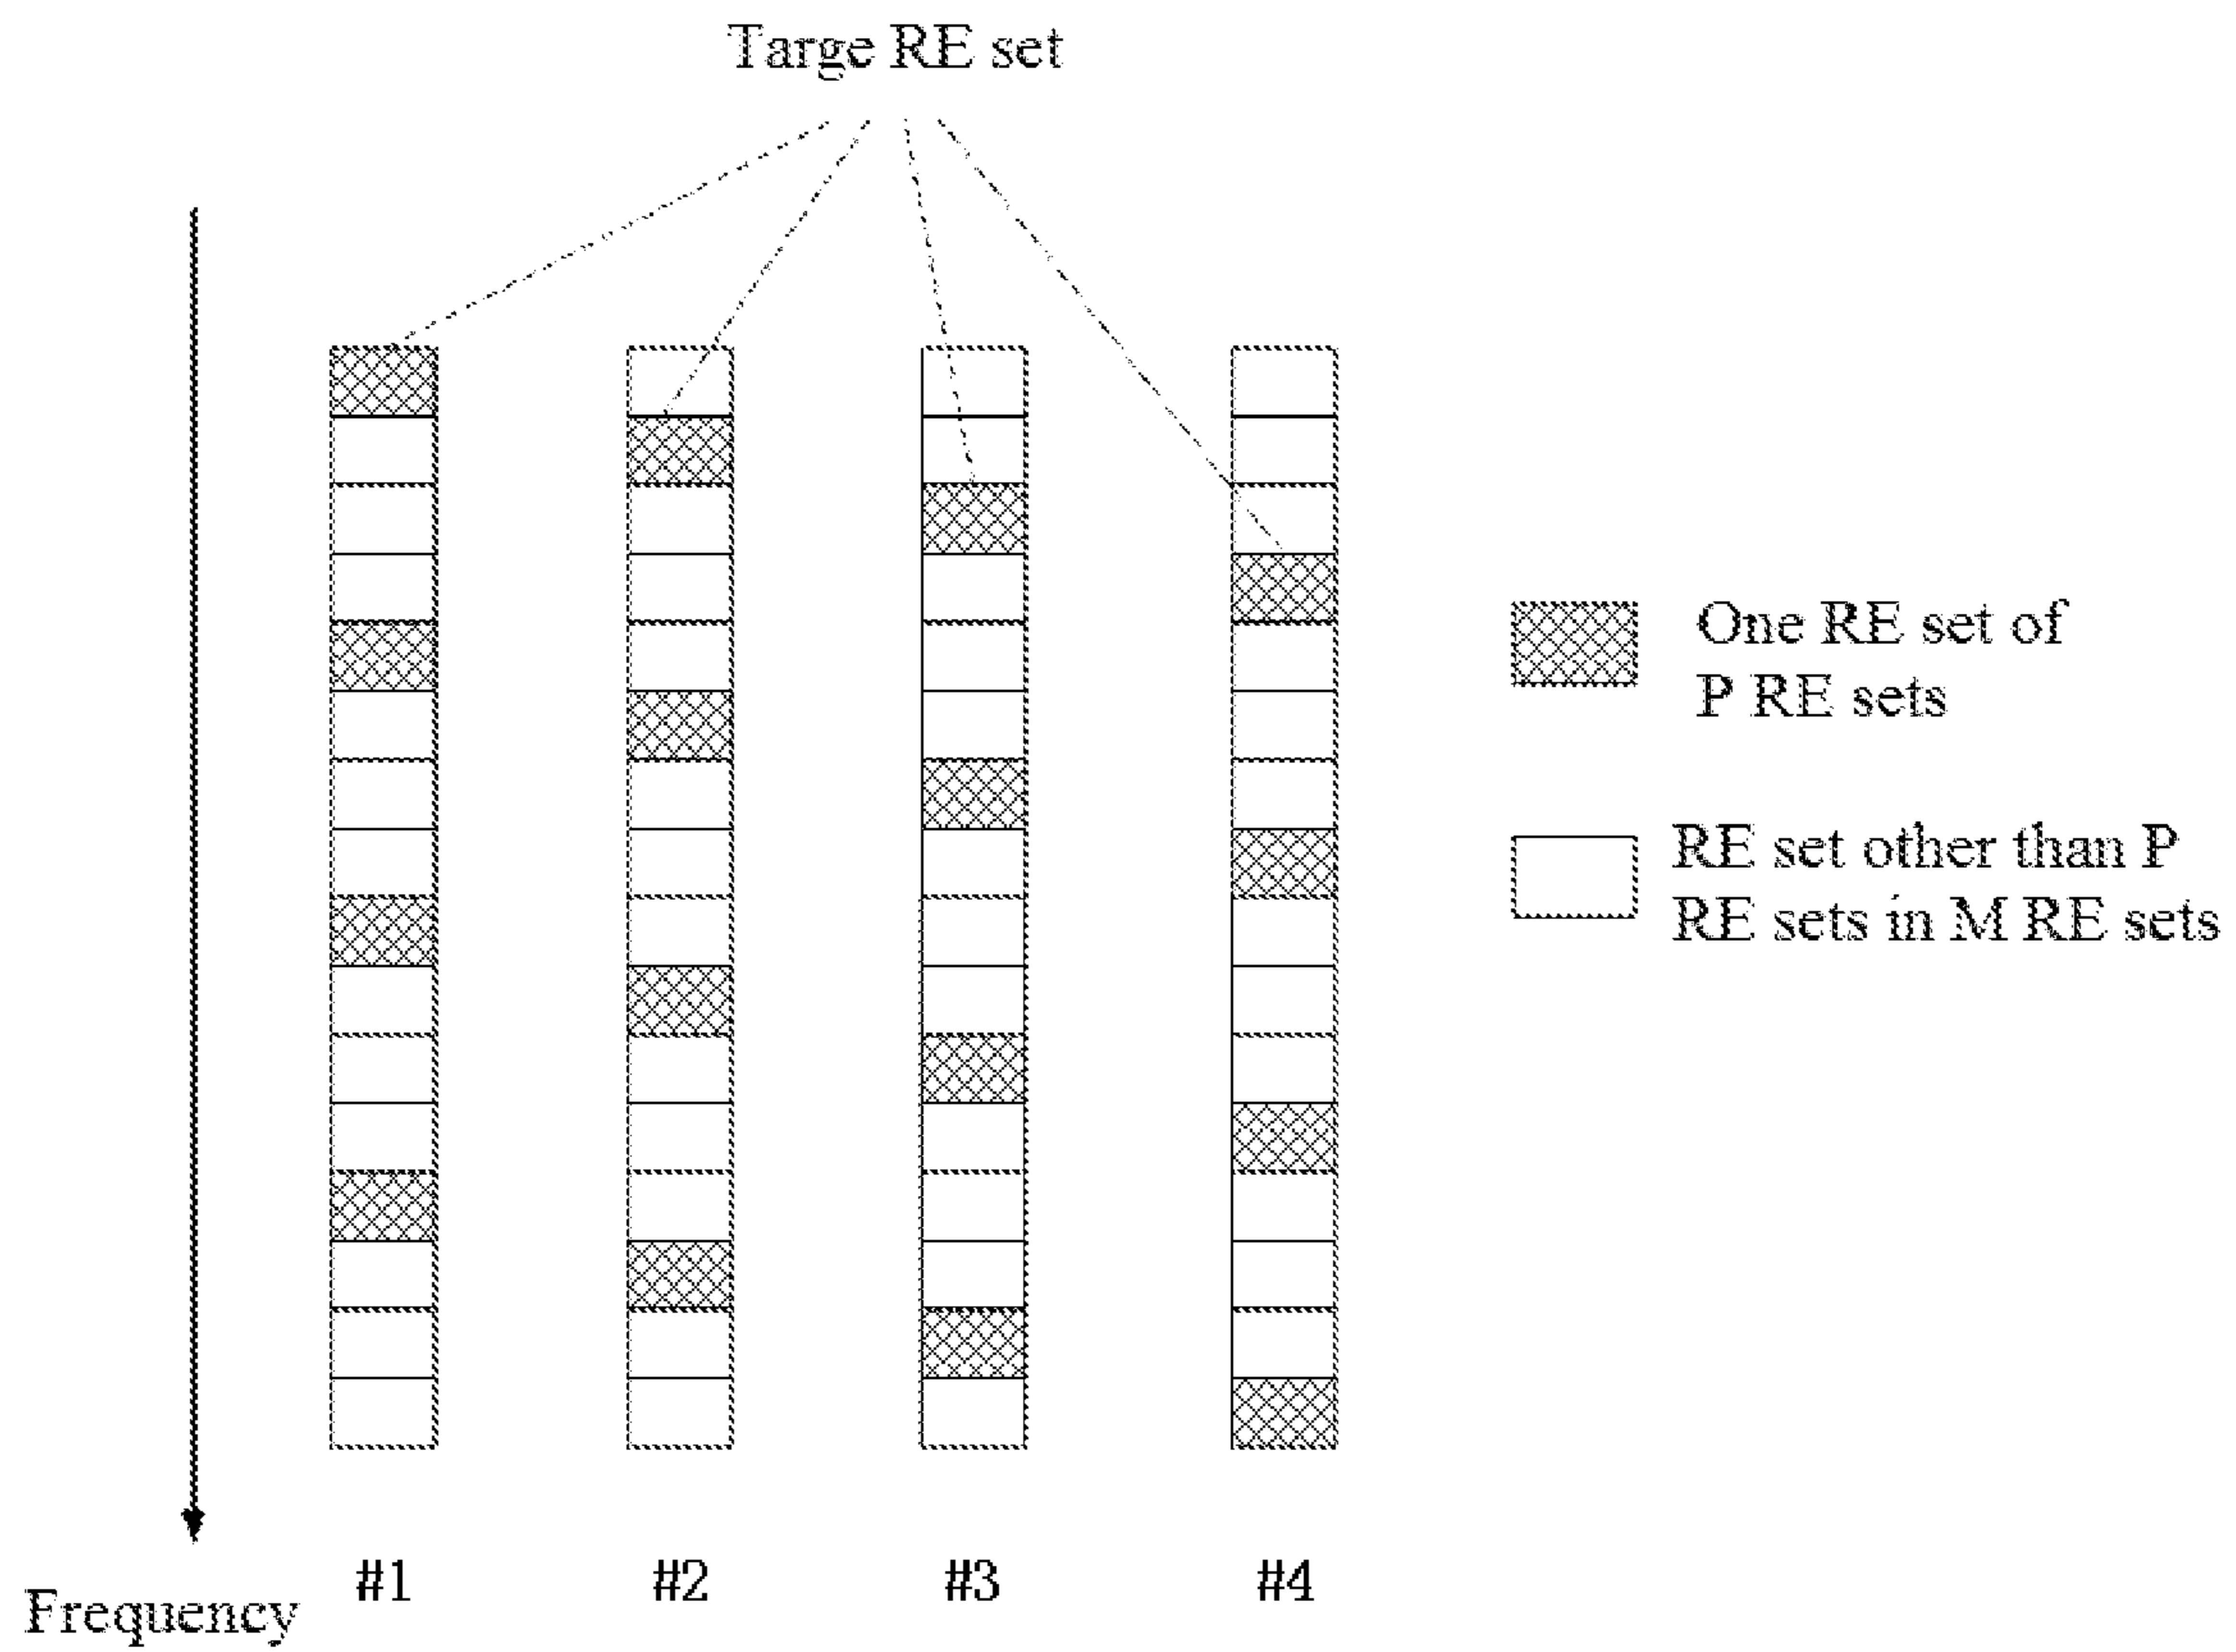 Targe RE set
One RE set of
P RE sets
RE set other than P
RE sets in M RE sets
#1
#2
#3
#4
Frequency